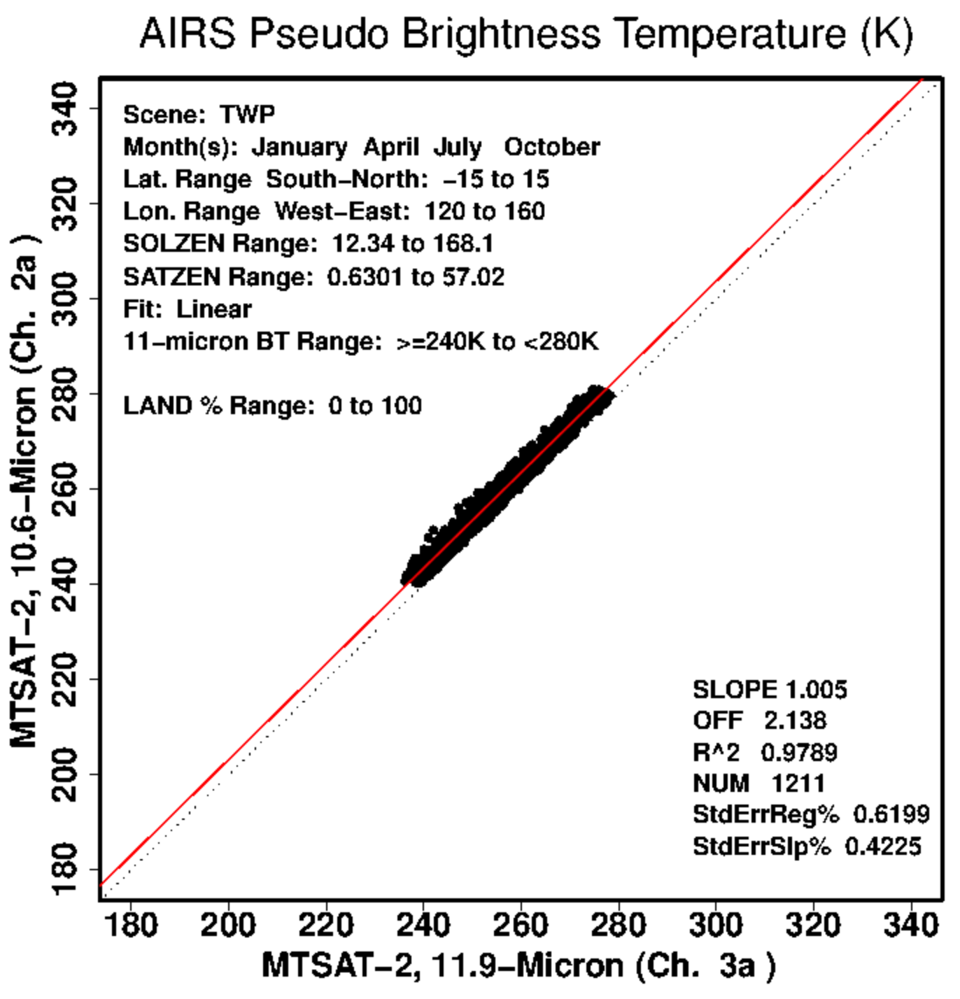 AIRS Pseudo Brightness Temperature (K)
Scene: TWP
Month(s): January April July October
Lat. Range South-North: -15 to 15
Lon. Range West-East: 120 to 160
SOLZEN Range: 12.34 to 168.1
SATZEN Range: 0.6301 to 57.02
Fit: Linear
11-micron BT Range: >=240K to <280K
LAND % Range: 0 to 100
SLOPE 1.005
OFF 2.138
R^2 0.9789
NUM 1211
StdErrReg% 0.6199
StdErrSlp% 0.4225
MTSAT-2, 10.6-Micron (Ch. 2a )
340
320
300
280
260
240
220
200
180
180 200 220 240 260 280 300 320 340
MTSAT-2, 11.9-Micron (Ch. 3a )